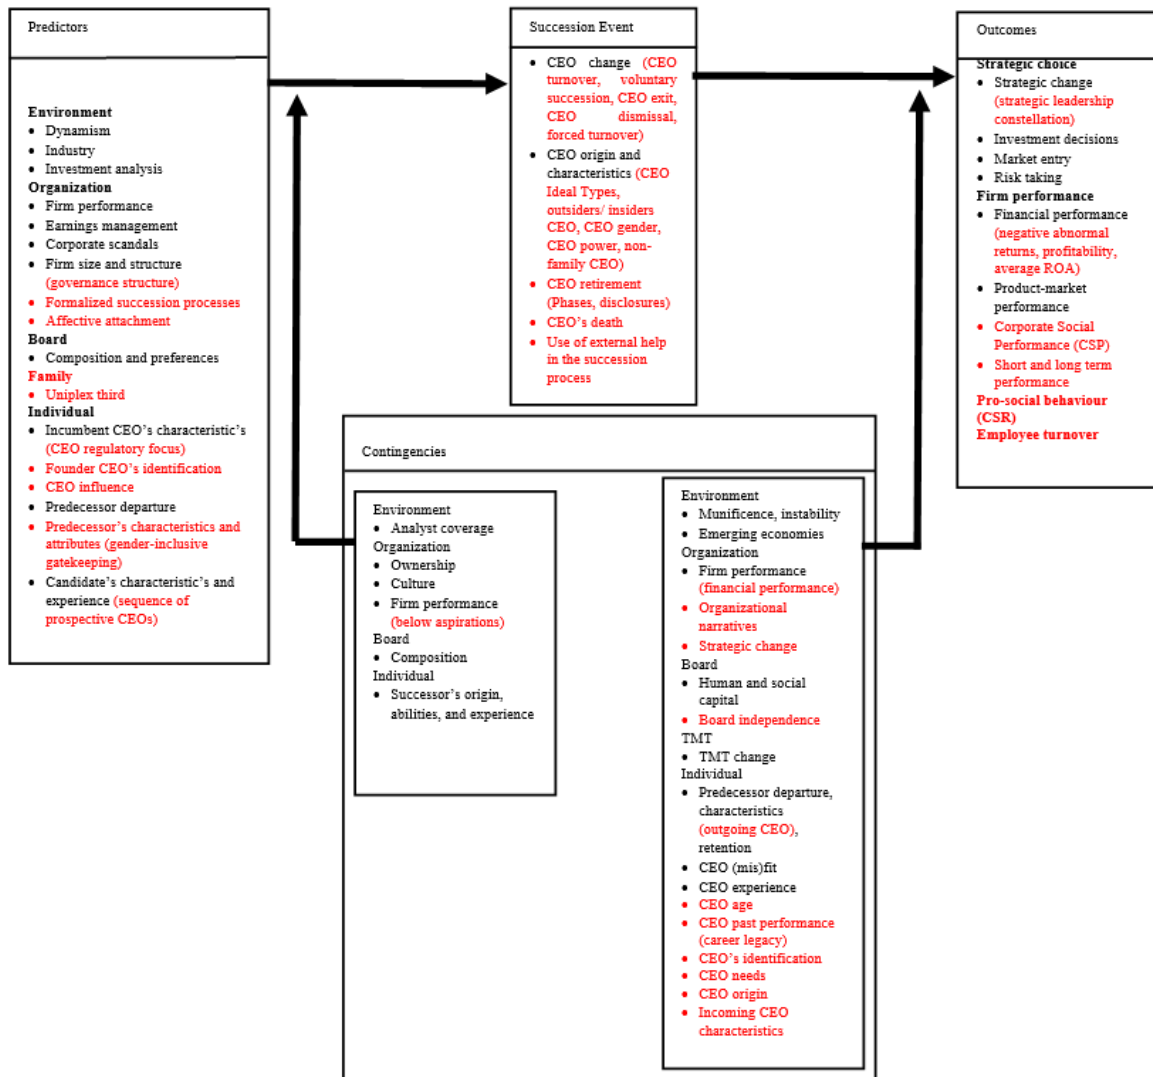 Predictors
Environment
• Dynamism
• Industry
• Investment analysis
Organization
• Firm performance
• Earnings management
• Corporate scandals
• Firm size and structure
(governance structure)
• Formalized succession processes
• Affective attachment
Board
• Composition and preferences
Family
• Uniplex third
Individual
• Incumbent CEO's characteristic's
(CEO regulatory focus)
• Founder CEO's identification
• CEO influence
• Predecessor departure
• Predecessor's characteristics and
attributes (gender-inclusive
gatekeeping)
• Candidate's characteristic's and
experience (sequence of
prospective CEOs)
Succession Event
• CEO change (CEO
turnover, voluntary
succession, CEO exit,
CEO dismissal,
forced turnover)
• CEO origin and
characteristics (CEO
Ideal Types,
outsiders/ insiders
CEO, CEO gender,
CEO power, non-
family CEO)
• CEO retirement
(Phases, disclosures)
• CEO's death
• Use of external help
in the succession
process
Outcomes
Strategic choice
• Strategic change
(strategic leadership
constellation)
• Investment decisions
• Market entry
• Risk taking
Firm performance
• Financial performance
(negative abnormal
returns, profitability,
average ROA)
• Product-market
performance
• Corporate Social
Performance (CSP)
• Short and long term
performance
Pro-social behaviour
(CSR)
Employee turnover
Contingencies
Environment
• Analyst coverage
Organization
• Ownership
• Culture
• Firm performance
(below aspirations)
Board
• Composition
Individual
• Successor's origin,
abilities, and experience
Environment
• Munificence, instability
• Emerging economies
Organization
• Firm performance
(financial performance)
• Organizational
narratives
• Strategic change
Board
• Human and social
capital
• Board independence
TMT
• TMT change
Individual
• Predecessor departure,
characteristics
(outgoing CEO),
retention
• CEO (mis)fit
• CEO experience
• CEO age
• CEO past performance
(career legacy)
• CEO's identification
• CEO needs
• CEO origin
• Incoming CEO
characteristics